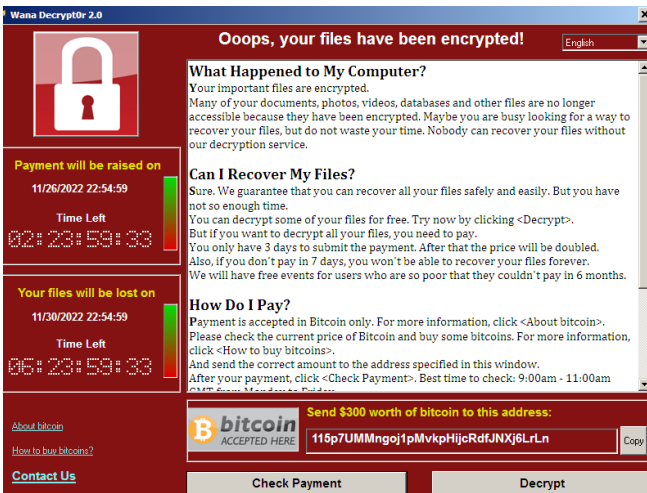 Wana Decrypt0r 2.0
Ooops, your files have been encrypted!
English
What Happened to My Computer?
Your important files are encrypted.
Many of your documents, photos, videos, databases and other files are no longer
accessible because they have been encrypted. Maybe you are busy looking for a way to
recover your files, but do not waste your time. Nobody can recover your files without
our decryption service.
Can I Recover My Files?
Sure. We guarantee that you can recover all your files safely and easily. But you have
not so enough time.
You can decrypt some of your files for free. Try now by clicking <Decrypt>.
But if you want to decrypt all your files, you need to pay.
You only have 3 days to submit the payment. After that the price will be doubled.
Also, if you don't pay in 7 days, you won't be able to recover your files forever.
We will have free events for users who are so poor that they couldn't pay in 6 months.
How Do I Pay?
Payment is accepted in Bitcoin only. For more information, click <About bitcoin>.
Please check the current price of Bitcoin and buy some bitcoins. For more information,
click <How to buy bitcoins>.
And send the correct amount to the address specified in this window.
After your payment, click <Check Payment>. Best time to check: 9:00am - 11:00am
GMT from Monday to Friday.
Payment will be raised on
11/26/2022 22:54:59
Time Left
02:23:59:33
Your files will be lost on
11/30/2022 22:54:59
Time Left
06:23:59:33
About bitcoin
How to buy bitcoins?
Contact Us
bitcoin
ACCEPTED HERE
Send $300 worth of bitcoin to this address:
115p7UMMngoj1pMvkpHijcRdfJNXj6LrLn
Copy
Check Payment
Decrypt